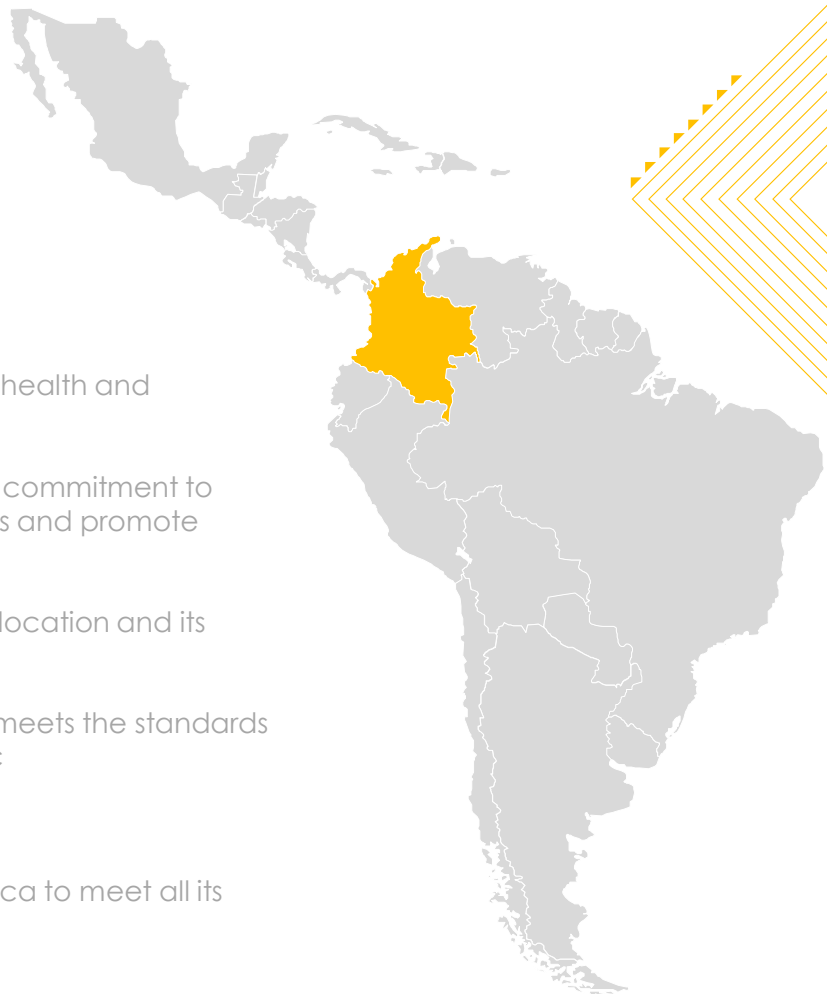 health and
commitment to
s and promote
location and its
meets the standards
ca to meet all its